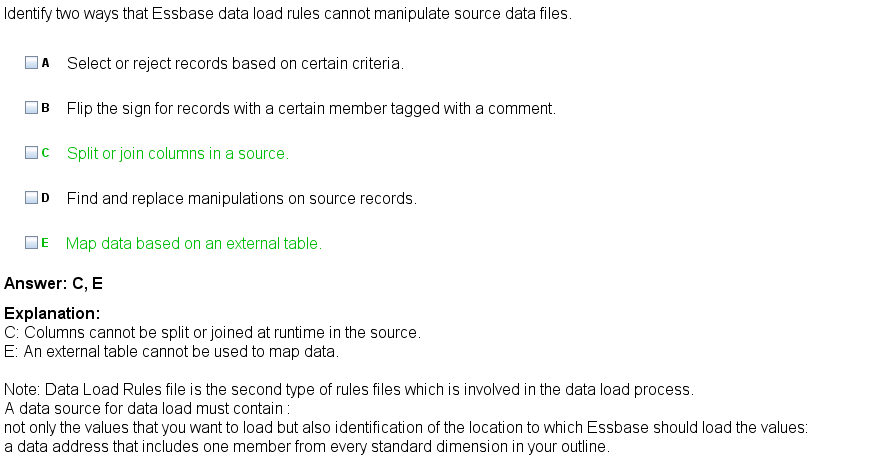 Identify two ways that Essbase data load rules cannot manipulate source data files.
A Select or reject records based on certain criteria.
B Flip the sign for records with a certain member tagged with a comment.
C Split or join columns in a source.
D Find and replace manipulations on source records.
E Map data based on an external table.
Answer: C, E
Explanation:
C: Columns cannot be split or joined at runtime in the source.
E: An external table cannot be used to map data.
Note: Data Load Rules file is the second type of rules files which is involved in the data load process.
A data source for data load must contain :
not only the values that you want to load but also identification of the location to which Essbase should load the values:
a data address that includes one member from every standard dimension in your outline.